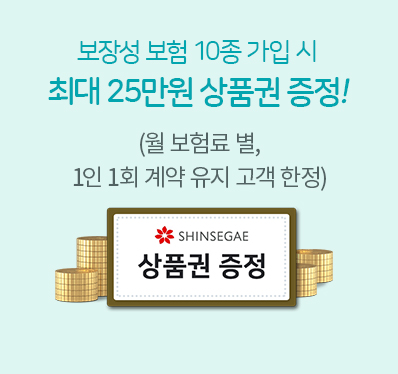 보장성 보험 10종 가입 시
최대 25만원 상품권 증정!
(월 보험료 별,
1인 1회 계약 유지 고객 한정)
SHINSEGAE
상품권 증정